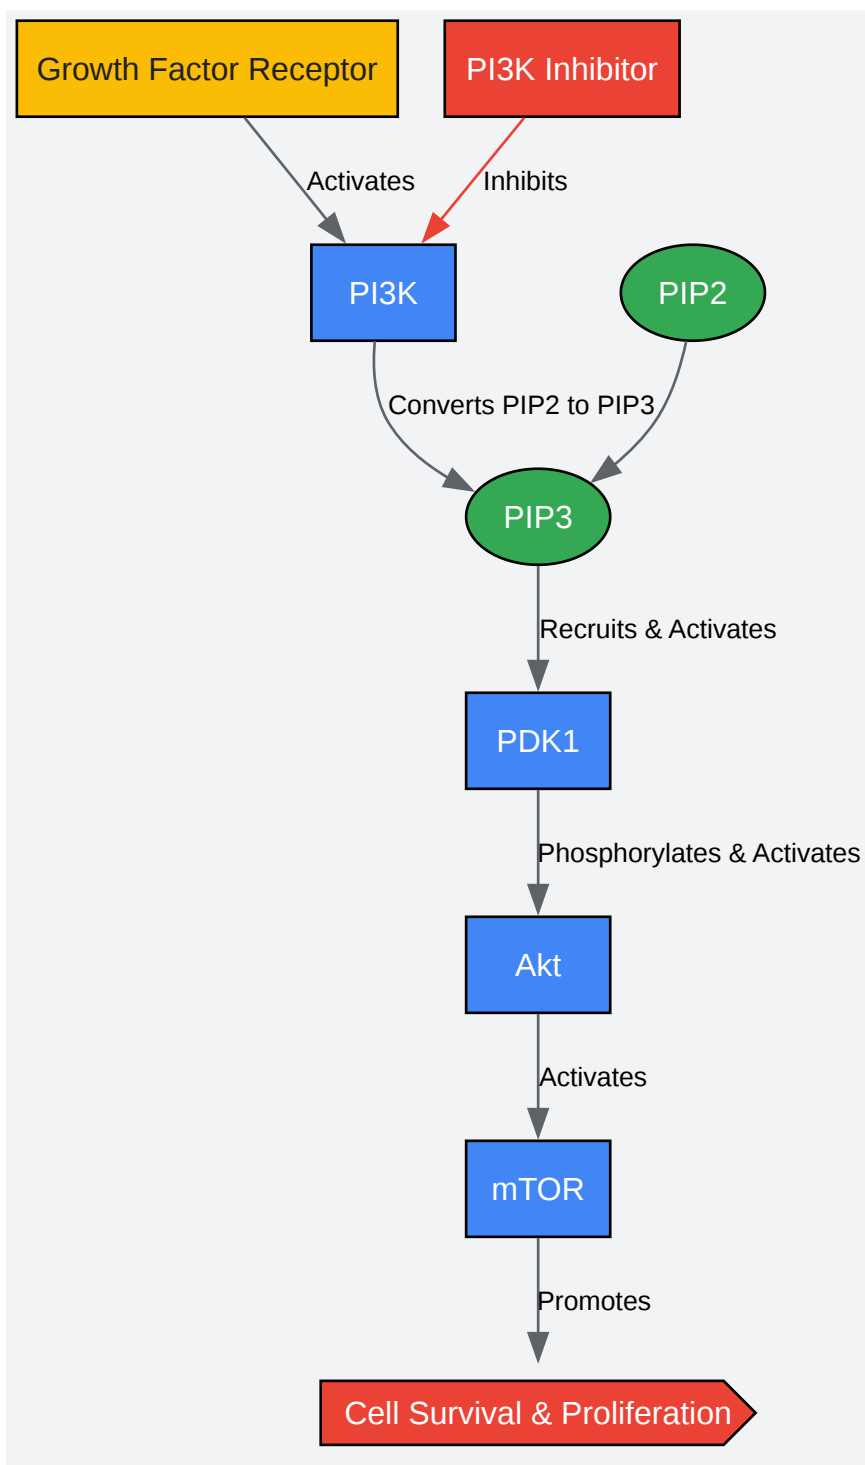 Growth Factor Receptor
PI3K Inhibitor
Activates
Inhibits
PI3K
PIP2
Converts PIP2 to PIP3
PIP3
Recruits & Activates
PDK1
Phosphorylates & Activates
Akt
Activates
mTOR
Promotes
Cell Survival & Proliferation